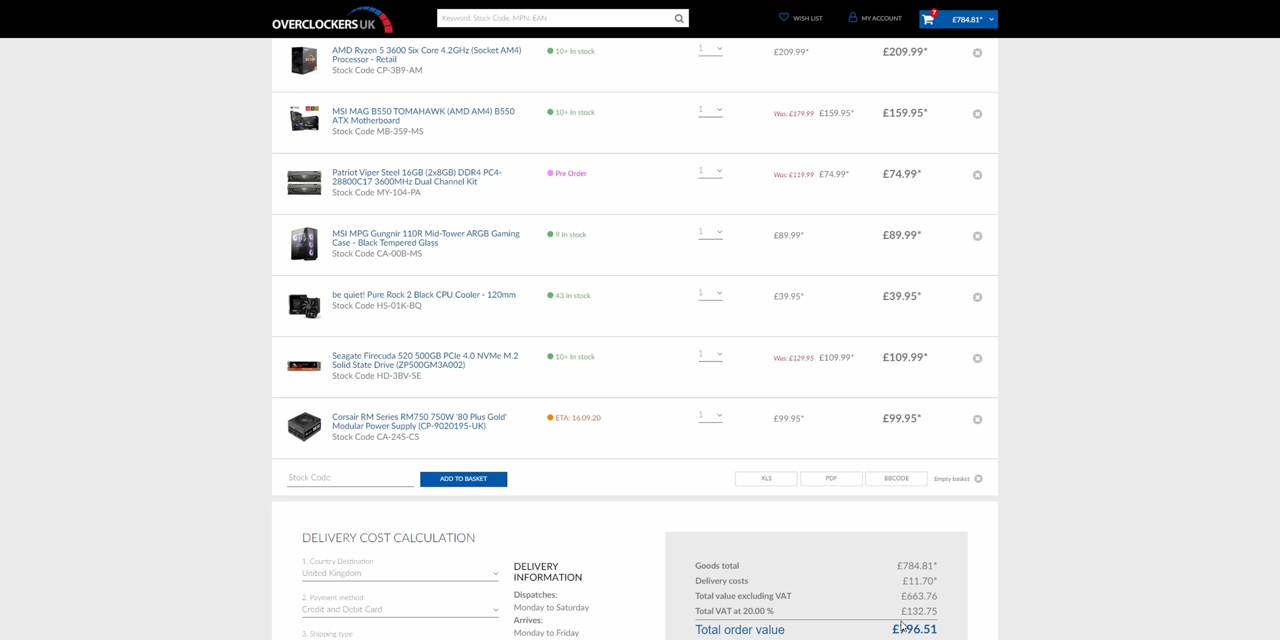 OVERCLOCKERS UK
Keyword, Stock Code, MPN, EAN
WISH LIST
MY ACCOUNT
7
£784.81*
AMD Ryzen 5 3600 Six Core 4.2GHz (Socket AM4)
Processor - Retail
Stock Code CP-3B9-AM
10+ In stock
1
£209.99*
£209.99*
MSI MAG B550 TOMAHAWK (AMD AM4) B550
ATX Motherboard
Stock Code MB-359-MS
10+ In stock
1
Was: £179.99 £159.95*
£159.95*
Patriot Viper Steel 16GB (2x8GB) DDR4 PC4-
28800C17 3600MHz Dual Channel Kit
Stock Code MY-104-PA
Pre Order
1
Was: £119.99 £74.99*
£74.99*
MSI MPG Gungnir 110R Mid-Tower ARGB Gaming
Case - Black Tempered Glass
Stock Code CA-00B-MS
9 In stock
1
£89.99*
£89.99*
be quiet! Pure Rock 2 Black CPU Cooler - 120mm
Stock Code HS-01K-BQ
43 In stock
1
£39.95*
£39.95*
Seagate Firecuda 520 500GB PCIe 4.0 NVMe M.2
Solid State Drive (ZP500GM3A002)
Stock Code HD-3BV-SE
10+ In stock
1
Was: £129.95 £109.99*
£109.99*
Corsair RM Series RM750 750W '80 Plus Gold'
Modular Power Supply (CP-9020195-UK)
Stock Code CA-24S-CS
ETA: 16.09.20
1
£99.95*
£99.95*
Stock Code
ADD TO BASKET
XLS
PDF
BBCODE
Empty basket
DELIVERY COST CALCULATION
1. Country Destination
United Kingdom
2. Payment method
Credit and Debit Card
3. Shipping type
DELIVERY
INFORMATION
Dispatches:
Monday to Saturday
Arrives:
Monday to Friday
Goods total £784.81*
Delivery costs £11.70*
Total value excluding VAT £663.76
Total VAT at 20.00 % £132.75
Total order value £796.51